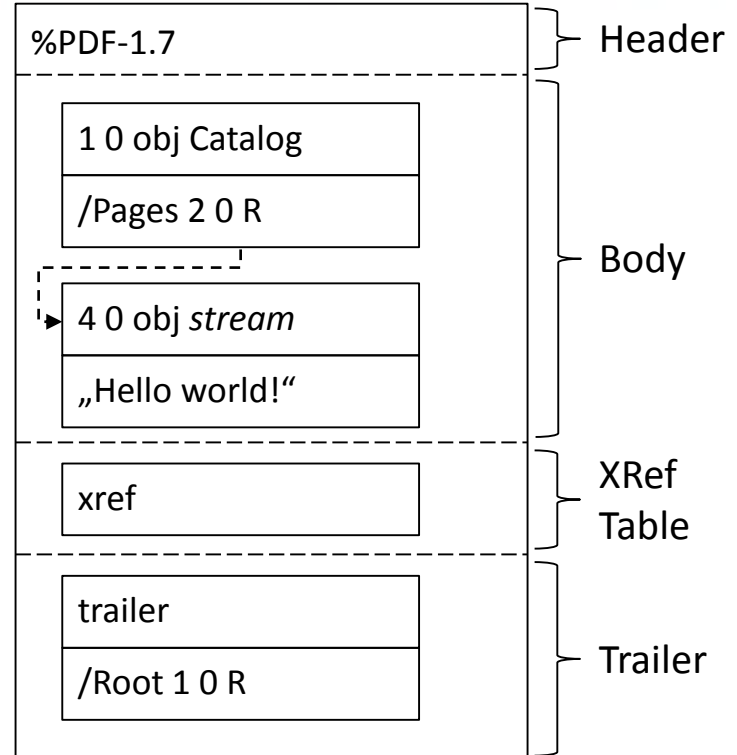 %PDF-1.7
Header
1 0 obj Catalog
/Pages 2 0 R
Body
4 0 obj stream
„Hello world!“
xref
XRef
Table
trailer
/Root 1 0 R
Trailer